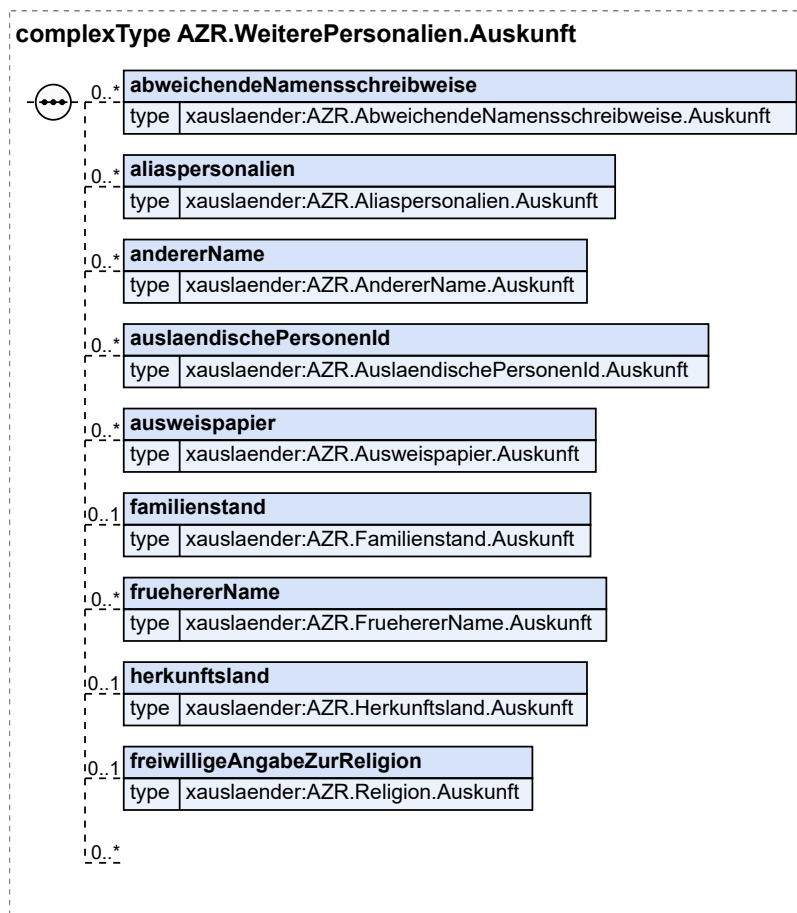 complexType AZR.WeiterePersonalien.Auskunft
0..* abweichendeNamensschreibweise
type xauslaender:AZR.AbweichendeNamensschreibweise.Auskunft
0..* aliaspersonalien
type xauslaender:AZR.Aliaspersonalien.Auskunft
0..* andererName
type xauslaender:AZR.AndererName.Auskunft
0..* auslaendischePersonenId
type xauslaender:AZR.AuslaendischePersonenId.Auskunft
0..* ausweispapier
type xauslaender:AZR.Ausweispapier.Auskunft
0..1 familienstand
type xauslaender:AZR.Familienstand.Auskunft
0..* fruehererName
type xauslaender:AZR.FruehererName.Auskunft
0..1 herkunftsland
type xauslaender:AZR.Herkunftsland.Auskunft
0..1 freiwilligeAngabeZurReligion
type xauslaender:AZR.Religion.Auskunft
0..*